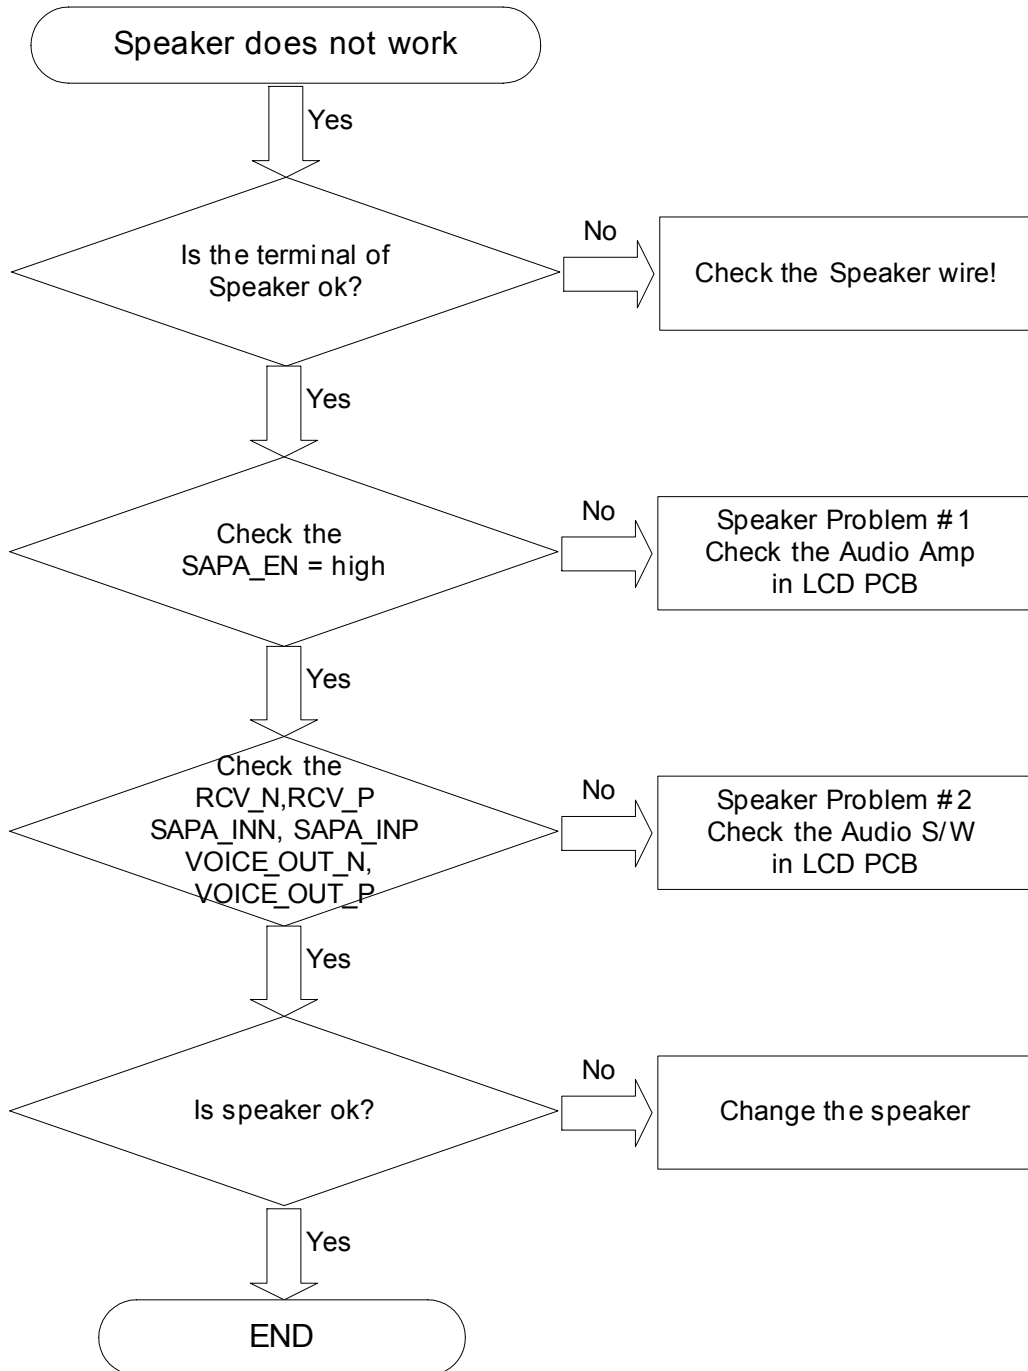 Speaker does not work
Yes
Is the terminal of
Speaker ok?
No
Check the Speaker wire!
Yes
Check the
SAPA_EN = high
No
Speaker Problem #1
Check the Audio Amp
in LCD PCB
Yes
Check the
RCV_N,RCV_P
SAPA_INN, SAPA_INP
VOICE_OUT_N,
VOICE_OUT_P
No
Speaker Problem #2
Check the Audio S/W
in LCD PCB
Yes
Is speaker ok?
No
Change the speaker
Yes
END